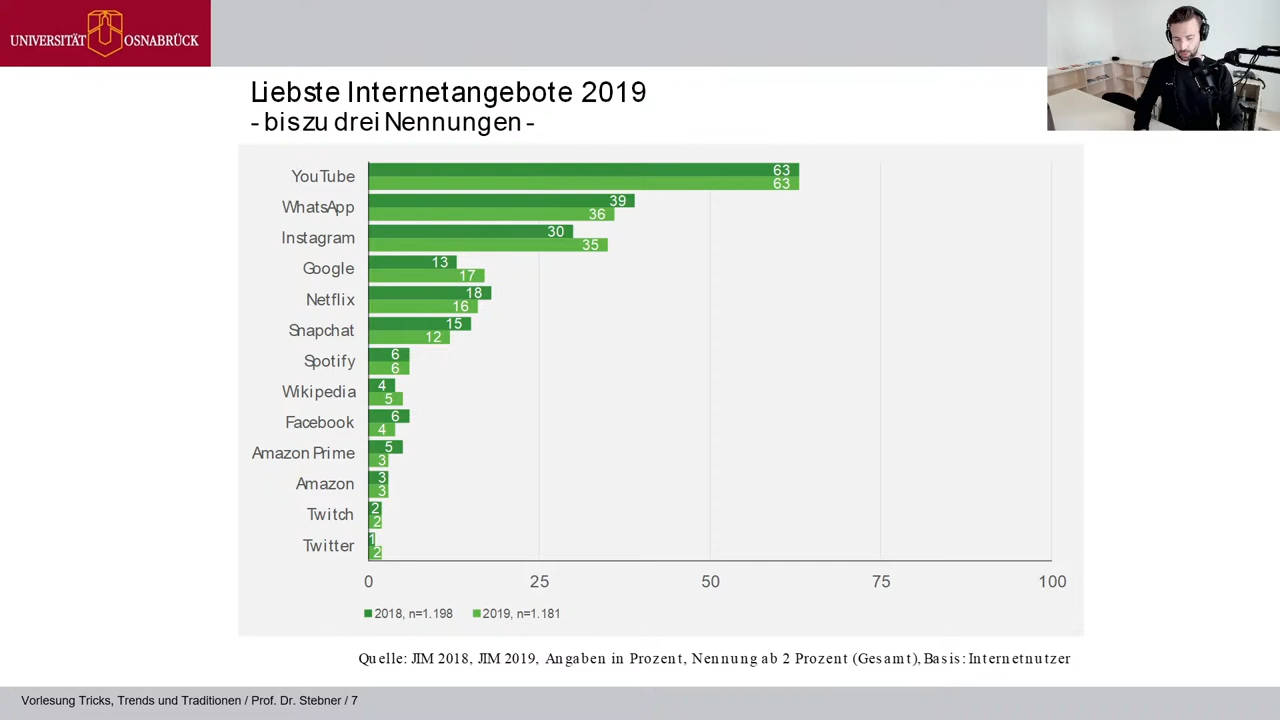 UNIVERSITÄT OSNABRÜCK
Liebste Internetangebote 2019
- bis zu drei Nennungen -
YouTube 63
63
WhatsApp 39
36
Instagram 30
35
Google 13
17
Netflix 18
16
Snapchat 15
12
Spotify 6
6
Wikipedia 4
5
Facebook 6
4
Amazon Prime 5
3
Amazon 3
3
Twitch 2
2
Twitter 1
2
0 25 50 75 100
2018, n=1.198 2019, n=1.181
Quelle: JIM 2018, JIM 2019, Angaben in Prozent, Nennung ab 2 Prozent (Gesamt), Basis: Internetnutzer
Vorlesung Tricks, Trends und Traditionen / Prof. Dr. Stebner / 7